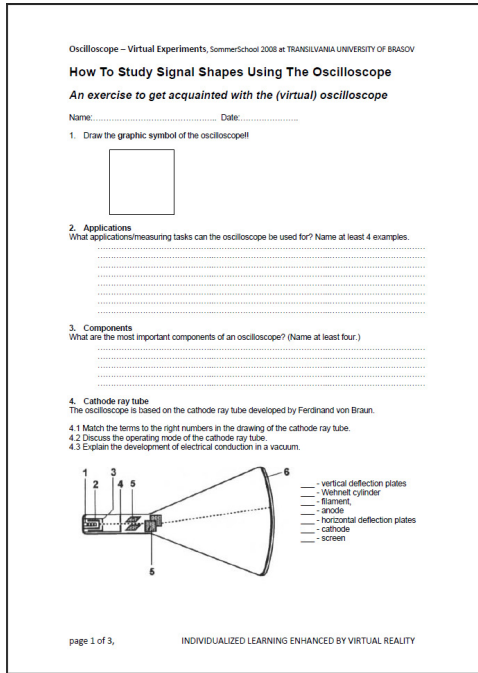 Oscilloscope – Virtual Experiments, SommerSchool 2008 at TRANSILVANIA UNIVERSITY OF BRASOV
How To Study Signal Shapes Using The Oscilloscope
An exercise to get acquainted with the (virtual) oscilloscope
Name:.................................................... Date:........................
1. Draw the graphic symbol of the oscilloscope!!
2. Applications
What applications/measuring tasks can the oscilloscope be used for? Name at least 4 examples.
3. Components
What are the most important components of an oscilloscope? (Name at least four.)
4. Cathode ray tube
The oscilloscope is based on the cathode ray tube developed by Ferdinand von Braun.
4.1 Match the terms to the right numbers in the drawing of the cathode ray tube.
4.2 Discuss the operating mode of the cathode ray tube.
4.3 Explain the development of electrical conduction in a vacuum.
1 2 3 4 5 6
5
___ - vertical deflection plates
___ - Wehnelt cylinder
___ - filament,
___ - anode
___ - horizontal deflection plates
___ - cathode
___ - screen
page 1 of 3, INDIVIDUALIZED LEARNING ENHANCED BY VIRTUAL REALITY